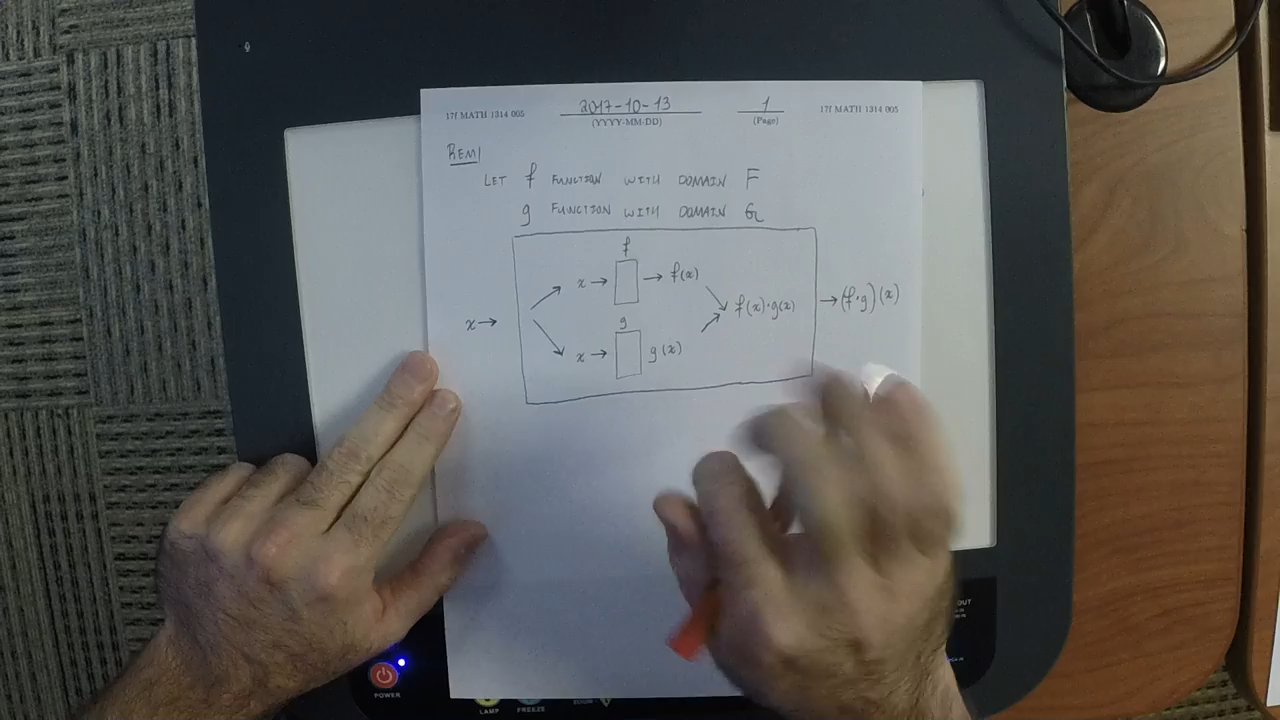 17f MATH 1314 005 2017-10-13 1 17f MATH 1314 005
(YYYY-MM-DD) (Page)
REM
LET f FUNCTION WITH DOMAIN F
g FUNCTION WITH DOMAIN G
f
x → → f(x)
x → f(x)·g(x) → (f·g)(x)
g
x → g(x)
POWER
LAMP
FREEZE